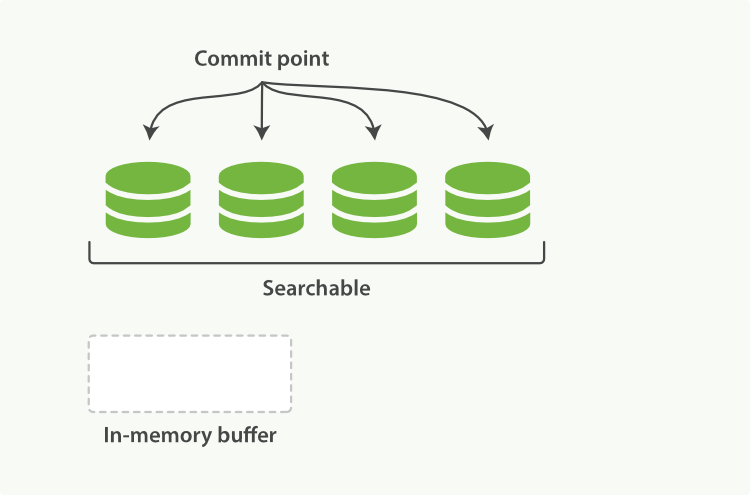 Commit point
Searchable
In-memory buffer